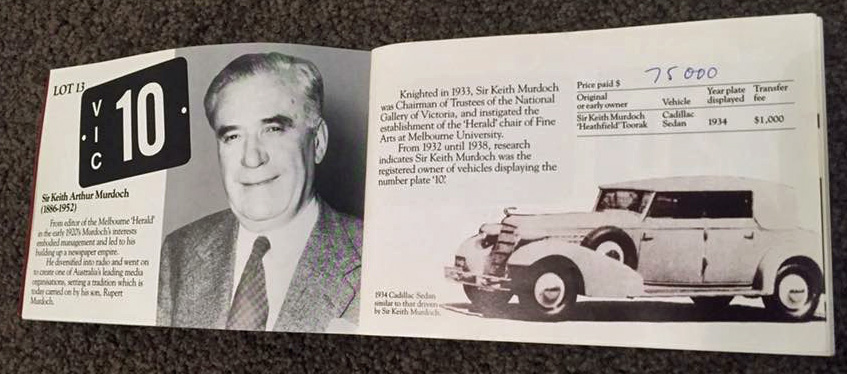 LOT 13
VIC 10
Sir Keith Arthur Murdoch
(1886-1952)
From editor of the Melbourne 'Herald'
in the early 1920's Murdoch's interests
embodied management and led to his
building up a newspaper empire.
He diversified into radio and went on
to create one of Australia's leading media
organisations, setting a tradition which is
today carried on by his son, Rupert
Murdoch.
Knighted in 1933, Sir Keith Murdoch
was Chairman of Trustees of the National
Gallery of Victoria, and instigated the
establishment of the 'Herald' chair of Fine
Arts at Melbourne University.
From 1932 until 1938, research
indicates Sir Keith Murdoch was the
registered owner of vehicles displaying the
number plate '10'.
Price paid $ 75000
Original or early owner Vehicle Year plate displayed Transfer fee
Sir Keith Murdoch 'Heathfield' Toorak Cadillac Sedan 1934 $1,000
1934 Cadillac Sedan
similar to that driven
by Sir Keith Murdoch.